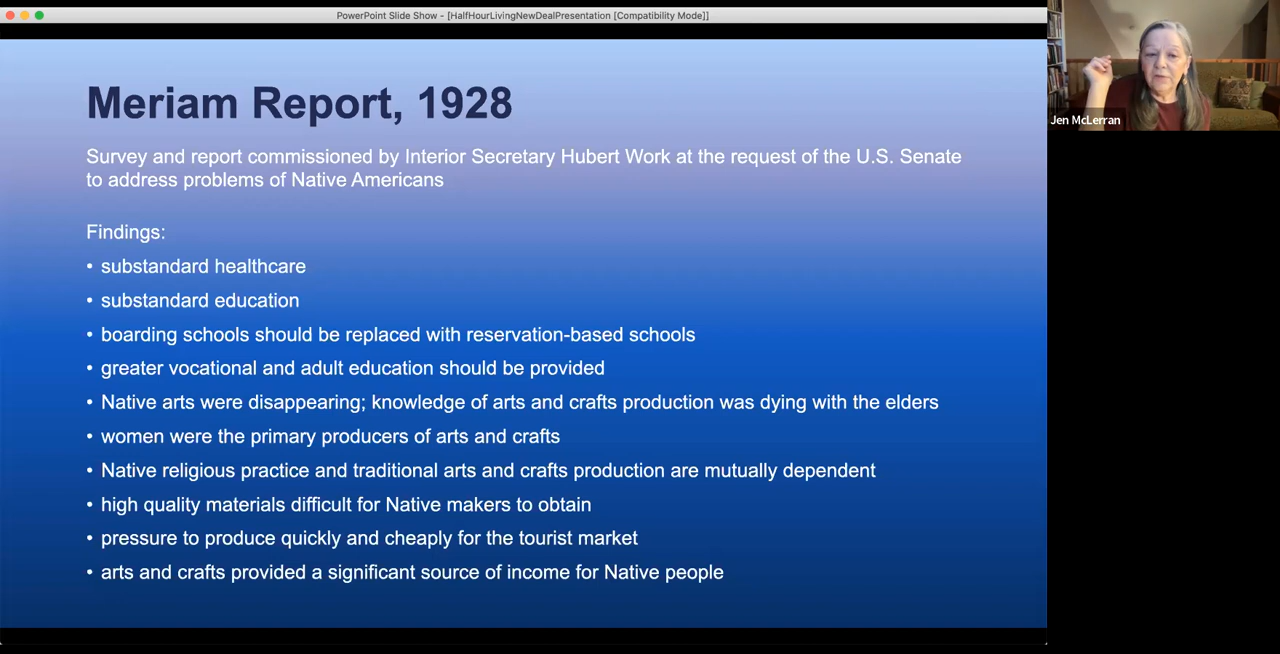 PowerPoint Slide Show - [HalfHourLivingNewDealPresentation [Compatibility Mode]]
Meriam Report, 1928
Survey and report commissioned by Interior Secretary Hubert Work at the request of the U.S. Senate
to address problems of Native Americans
Findings:
• substandard healthcare
• substandard education
• boarding schools should be replaced with reservation-based schools
• greater vocational and adult education should be provided
• Native arts were disappearing; knowledge of arts and crafts production was dying with the elders
• women were the primary producers of arts and crafts
• Native religious practice and traditional arts and crafts production are mutually dependent
• high quality materials difficult for Native makers to obtain
• pressure to produce quickly and cheaply for the tourist market
• arts and crafts provided a significant source of income for Native people
Jen McLerran